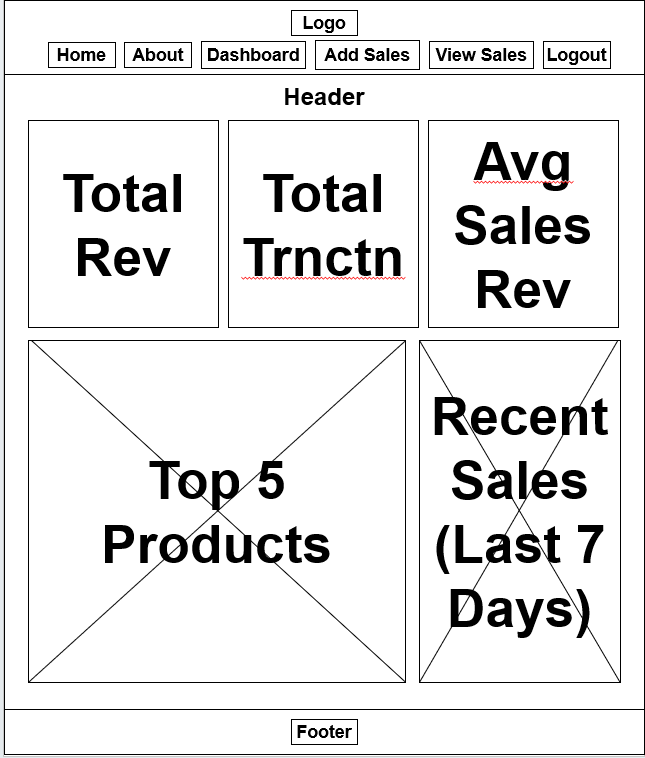 Logo
Home About Dashboard Add Sales View Sales Logout
Header
Total
Rev
Total
Trnctn
Avg
Sales
Rev
Top 5
Products
Recent
Sales
(Last 7
Days)
Footer